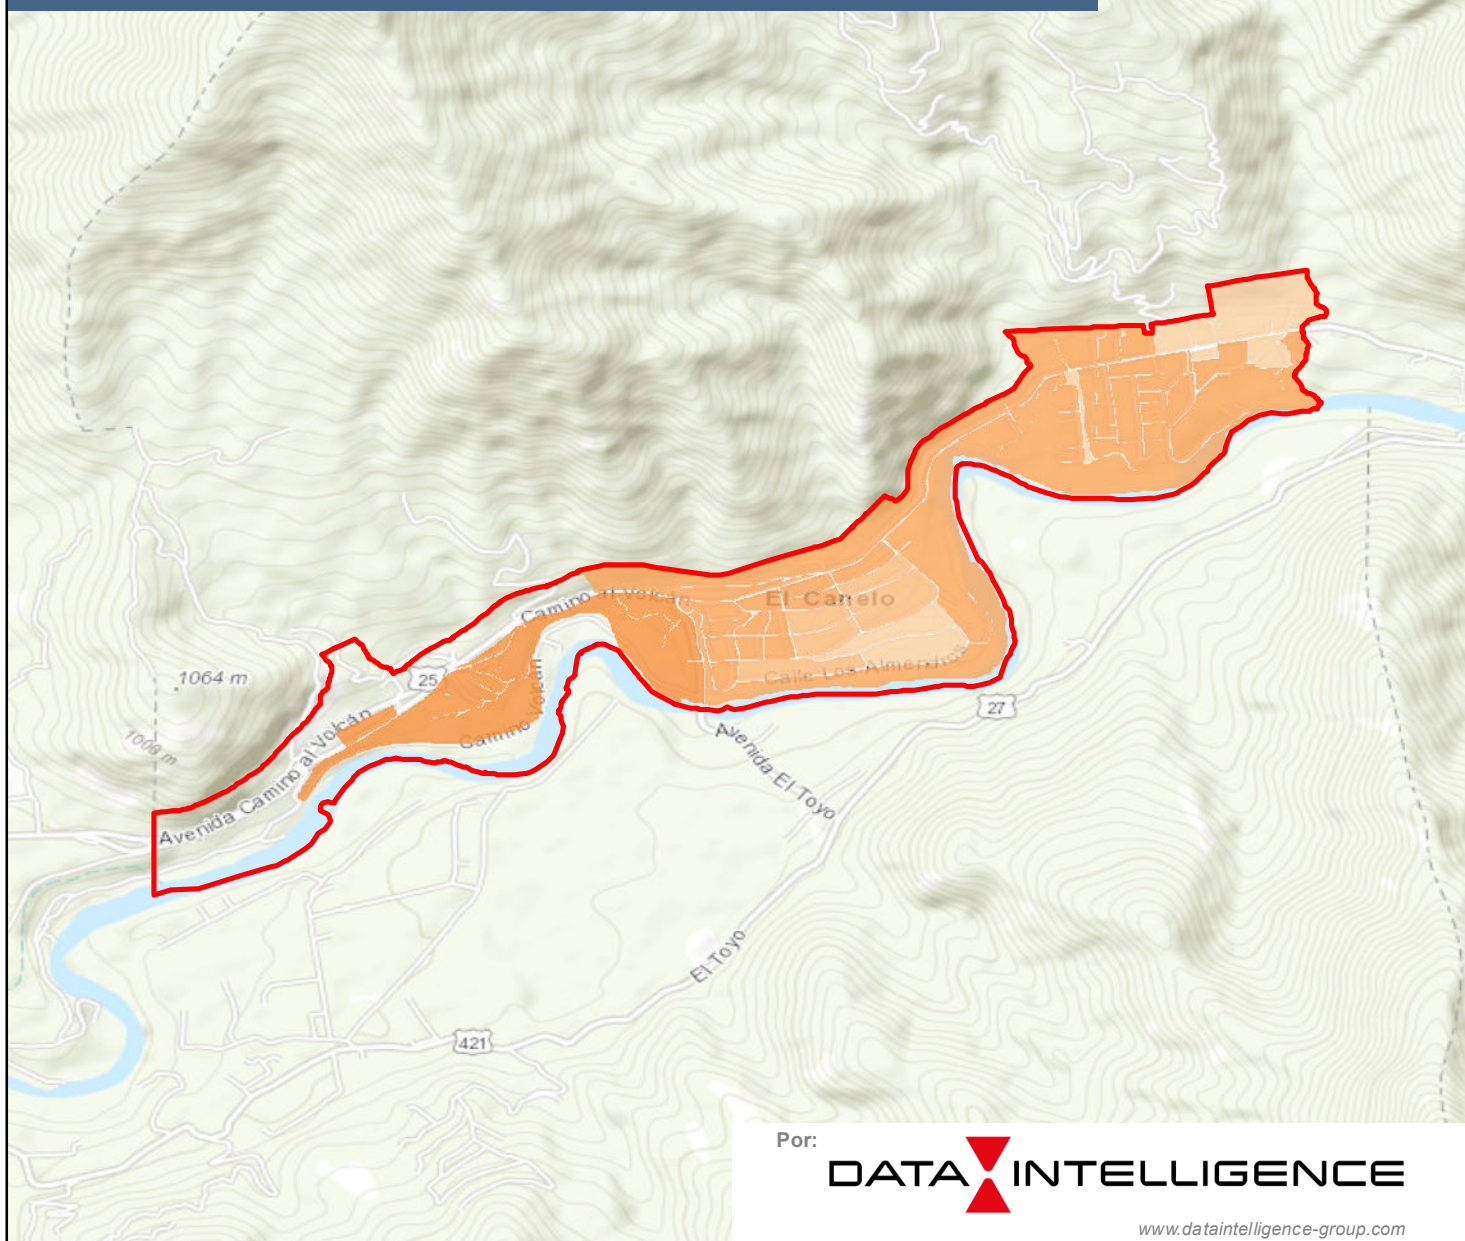 Camino al Volcán
El Canelo
Calle Los Almendros
25
1064 m
27
Camino Volcán
Avenida Camino al Volcán
1008 m
Avenida El Toyo
El Toyo
421
Por:
DATA INTELLIGENCE
www.dataintelligence-group.com